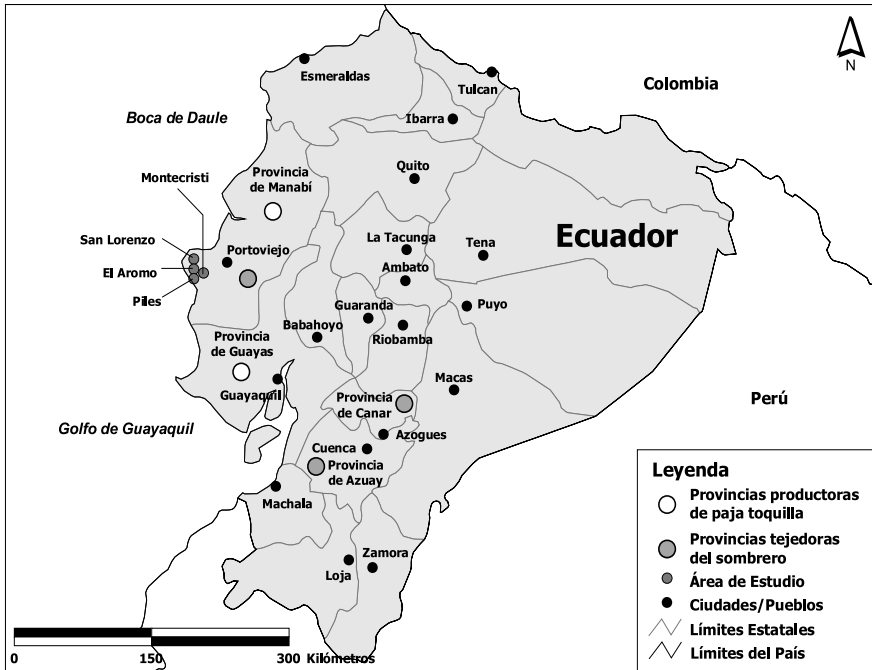 N
Esmeraldas
Tulcan
Colombia
Ibarra
Boca de Daule
Quito
Montecristi
Provincia
de Manabí
San Lorenzo
Portoviejo
La Tacunga
Tena
Ecuador
El Aromo
Ambato
Piles
Guaranda
Puyo
Babahoyo
Riobamba
Provincia
de Guayas
Macas
Guayaquil
Provincia
de Canar
Perú
Golfo de Guayaquil
Azogues
Cuenca
Provincia
de Azuay
Machala
Zamora
Loja
Leyenda
Provincias productoras
de paja toquilla
Provincias tejedoras
del sombrero
Área de Estudio
Ciudades/Pueblos
Límites Estatales
Límites del País
0 150 300 Kilómetros